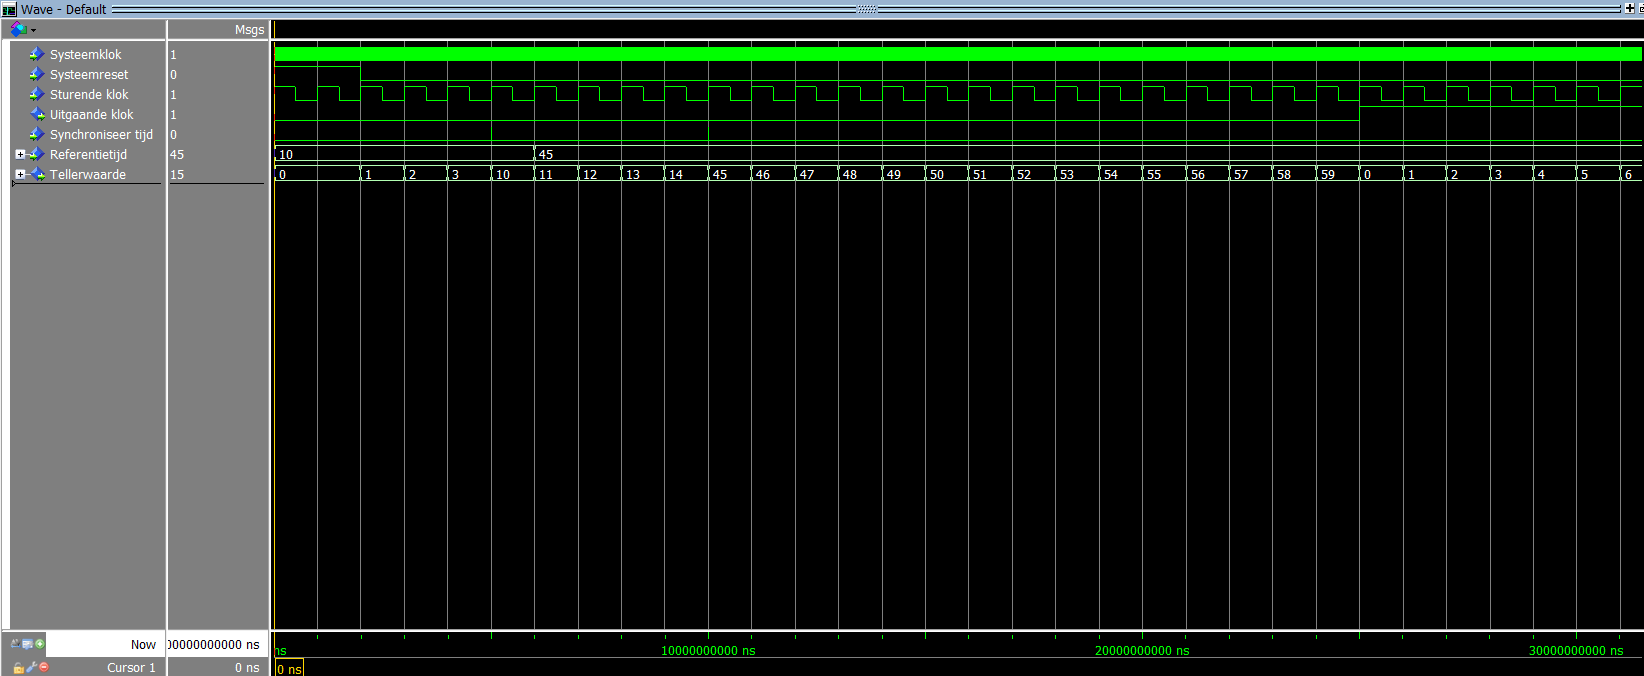 Wave - Default
Msgs
Systeemklok 1
Systeemreset 0
Sturende klok 1
Uitgaande klok 1
Synchroniseer tijd 0
Referentietijd 45 10 45
Tellerwaarde 15 0 1 2 3 10 11 12 13 14 45 46 47 48 49 50 51 52 53 54 55 56 57 58 59 0 1 2 3 4 5 6
Now 00000000000 ns ns 10000000000 ns 20000000000 ns 30000000000 ns
Cursor 1 0 ns 0 ns